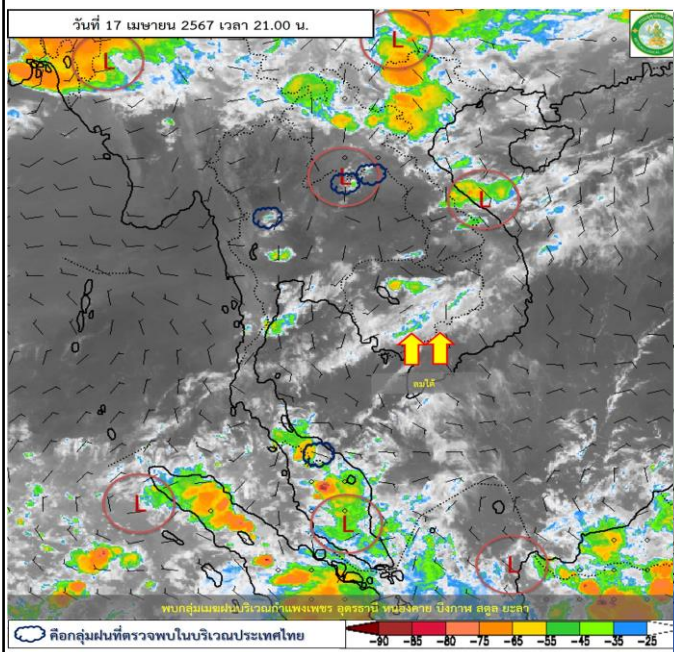 วันที่ 17 เมษายน 2567 เวลา 21.00 น.
L
L
L
L
ลมใต้
L
L
L
พบกลุ่มเมฆฝนบริเวณกำแพงเพชร อุดรธานี หนองคาย บึงกาฬ สตูล ยะลา
คือกลุ่มฝนที่ตรวจพบในบริเวณประเทศไทย
-90 -85 -80 -75 -65 -55 -45 -35 -25